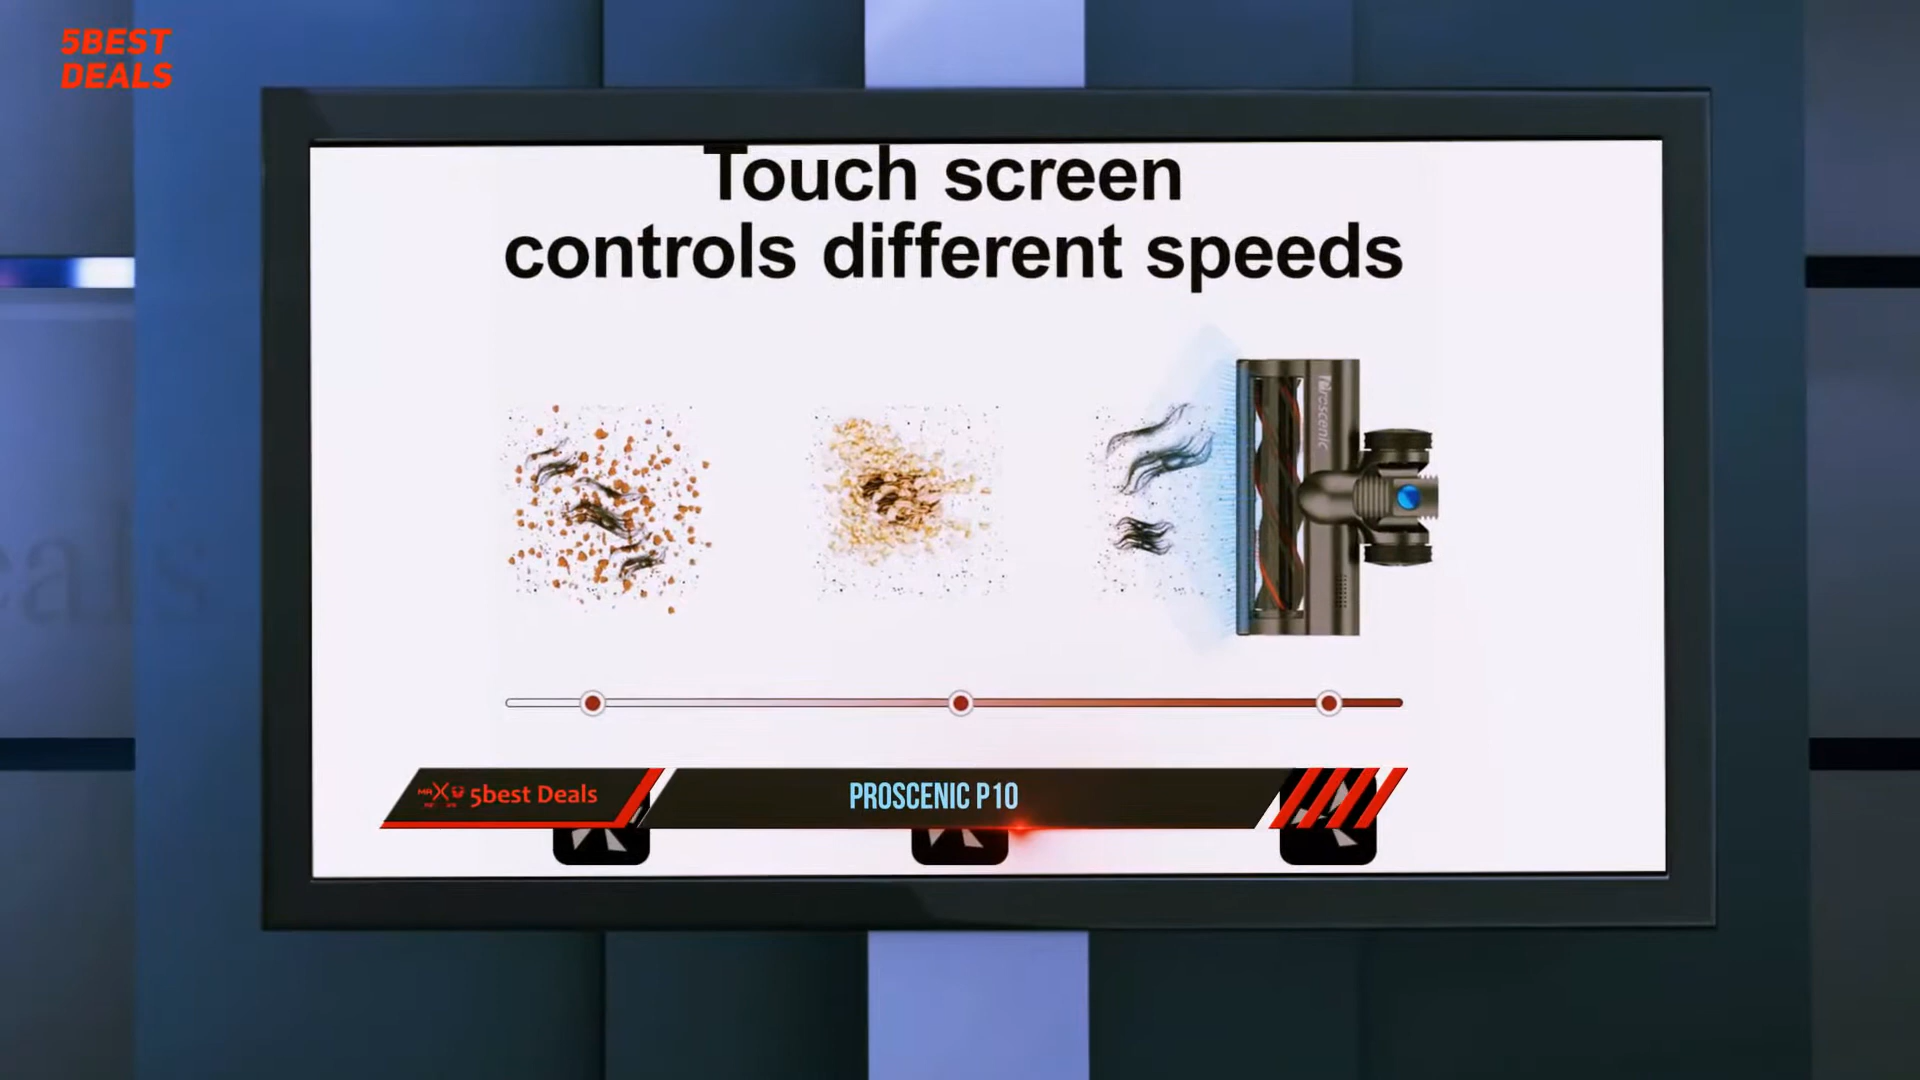 5BEST
DEALS
Touch screen
controls different speeds
Proscenic
5best Deals
PROSCENIC P10